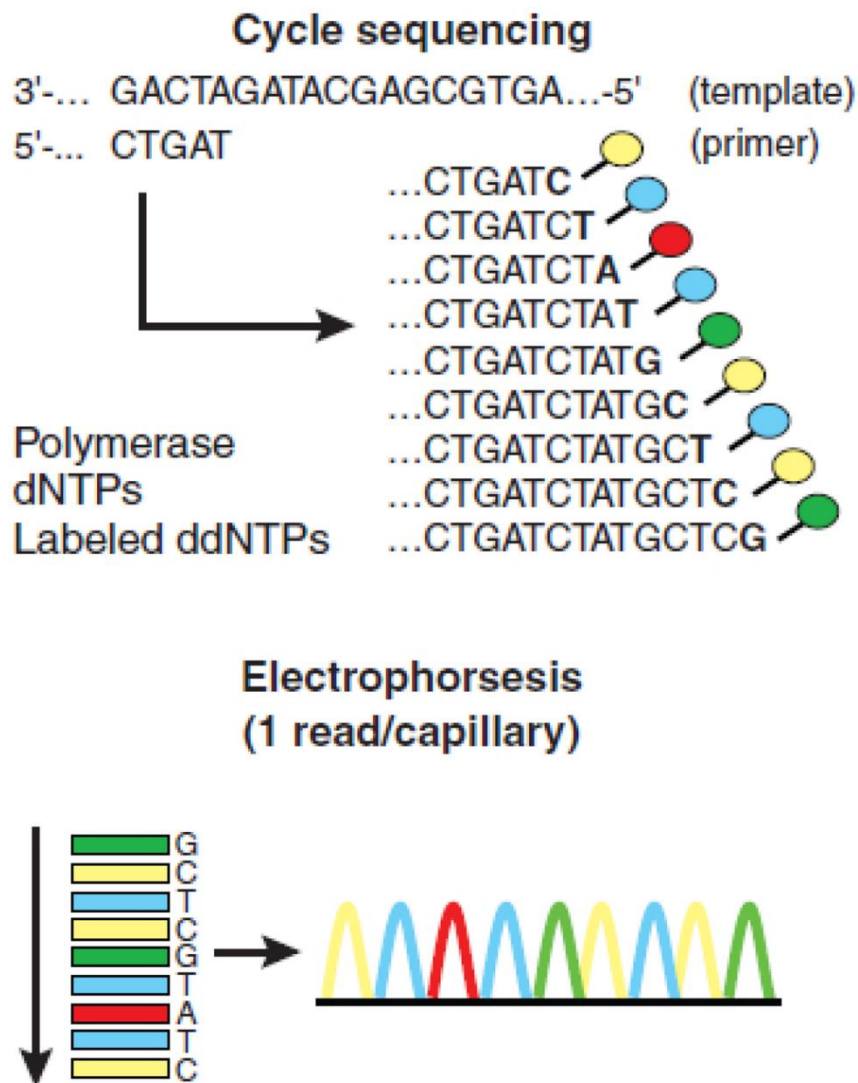 Cycle sequencing
3'-... GACTAGATACGAGCGTGA...-5' (template)
5'-... CTGAT (primer)
...CTGATC
...CTGATCT
...CTGATCTA
...CTGATCTAT
...CTGATCTATG
...CTGATCTATGC
...CTGATCTATGCT
...CTGATCTATGCTC
...CTGATCTATGCTCG
Polymerase
dNTPs
Labeled ddNTPs
Electrophorsesis
(1 read/capillary)
G
C
T
C
G
T
A
T
C